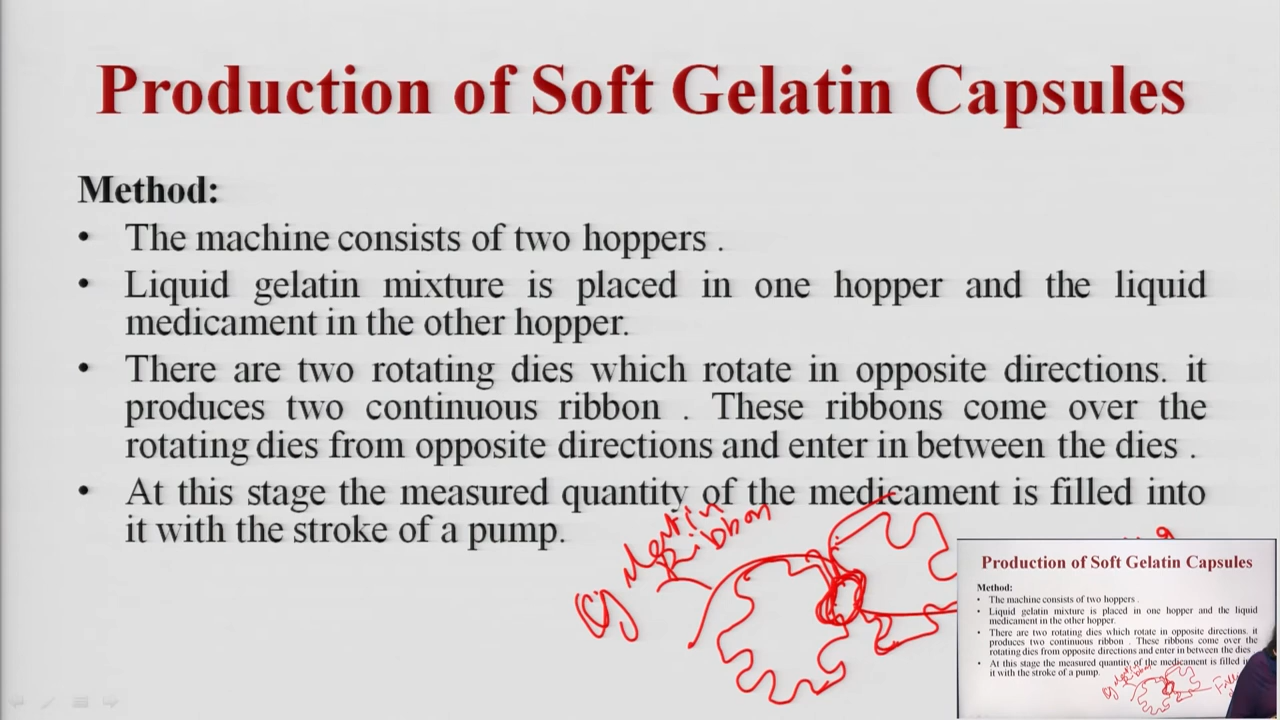 Production of Soft Gelatin Capsules
Method:
• The machine consists of two hoppers .
• Liquid gelatin mixture is placed in one hopper and the liquid
medicament in the other hopper.
• There are two rotating dies which rotate in opposite directions. it
produces two continuous ribbon . These ribbons come over the
rotating dies from opposite directions and enter in between the dies .
• At this stage the measured quantity of the medicament is filled into
it with the stroke of a pump.
Ribbon
Production of Soft Gelatin Capsules
Method:
• The machine consists of two hoppers .
• Liquid gelatin mixture is placed in one hopper and the liquid
medicament in the other hopper.
• There are two rotating dies which rotate in opposite directions. it
produces two continuous ribbon . These ribbons come over the
rotating dies from opposite directions and enter in between the dies
• At this stage the measured quantity of the medicament is filled
it with the stroke of a pump.
Ribbon